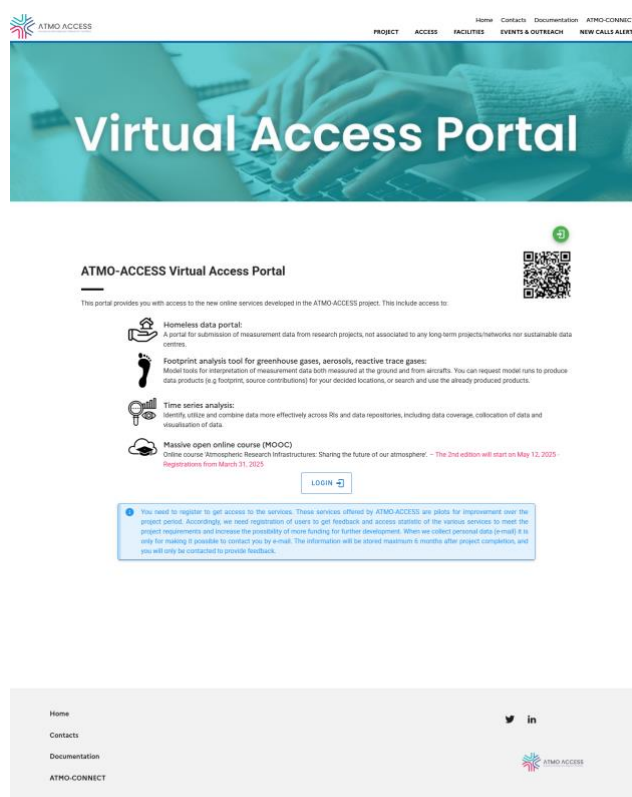 ATMO ACCESS
Home Contacts Documentation ATMO-CONNECT
PROJECT ACCESS FACILITIES EVENTS & OUTREACH NEW CALLS ALERT
Virtual Access Portal
ATMO-ACCESS Virtual Access Portal
This portal provides you with access to the new online services developed in the ATMO-ACCESS project. This include access to:
Homeless data portal:
A portal for submission of measurement data from research projects, not associated to any long-term projects/networks nor sustainable data
centres.
Footprint analysis tool for greenhouse gases, aerosols, reactive trace gases:
Model tools for interpretation of measurement data both measured at the ground and from aircrafts. You can request model runs to produce
data products (e.g footprint, source contributions) for your decided locations, or search and use the already produced products.
Time series analysis:
Identify, utilize and combine data more effectively across RIs and data repositories, including data coverage, collocation of data and
visualisation of data.
Massive open online course (MOOC)
Online course 'Atmospheric Research Infrastructures: Sharing the future of our atmosphere'. – The 2nd edition will start on May 12, 2025 -
Registrations from March 31, 2025
LOGIN
You need to register to get access to the services. These services offered by ATMO-ACCESS are pilots for improvement over the
project period. Accordingly, we need registration of users to get feedback and access statistic of the various services to meet the
project requirements and increase the possibility of more funding for further development. When we collect personal data (e-mail) it is
only for making it possible to contact you by e-mail. The information will be stored maximum 6 months after project completion, and
you will only be contacted to provide feedback.
Home
in
Contacts
Documentation
ATMO ACCESS
ATMO-CONNECT